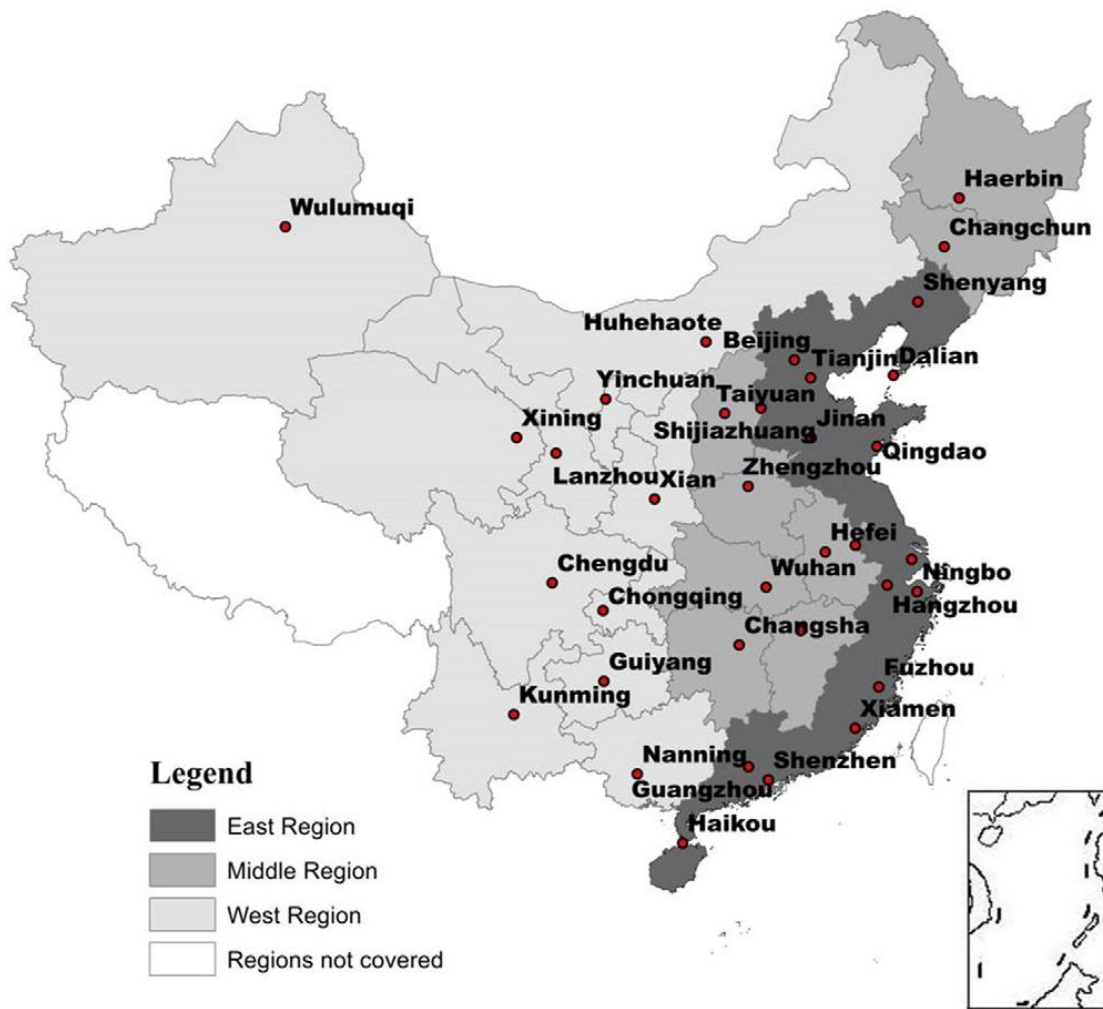 Haerbin
Wulumuqi
Changchun
Shenyang
Huhehaote
Beijing
Tianjin
Dalian
Yinchuan
Taiyuan
Xining
Shijiazhuang
Jinan
Qingdao
Lanzhou
Xian
Zhengzhou
Hefei
Chengdu
Wuhan
Ningbo
Chongqing
Hangzhou
Changsha
Guiyang
Fuzhou
Kunming
Xiamen
Nanning
Shenzhen
Guangzhou
Haikou
Legend
East Region
Middle Region
West Region
Regions not covered